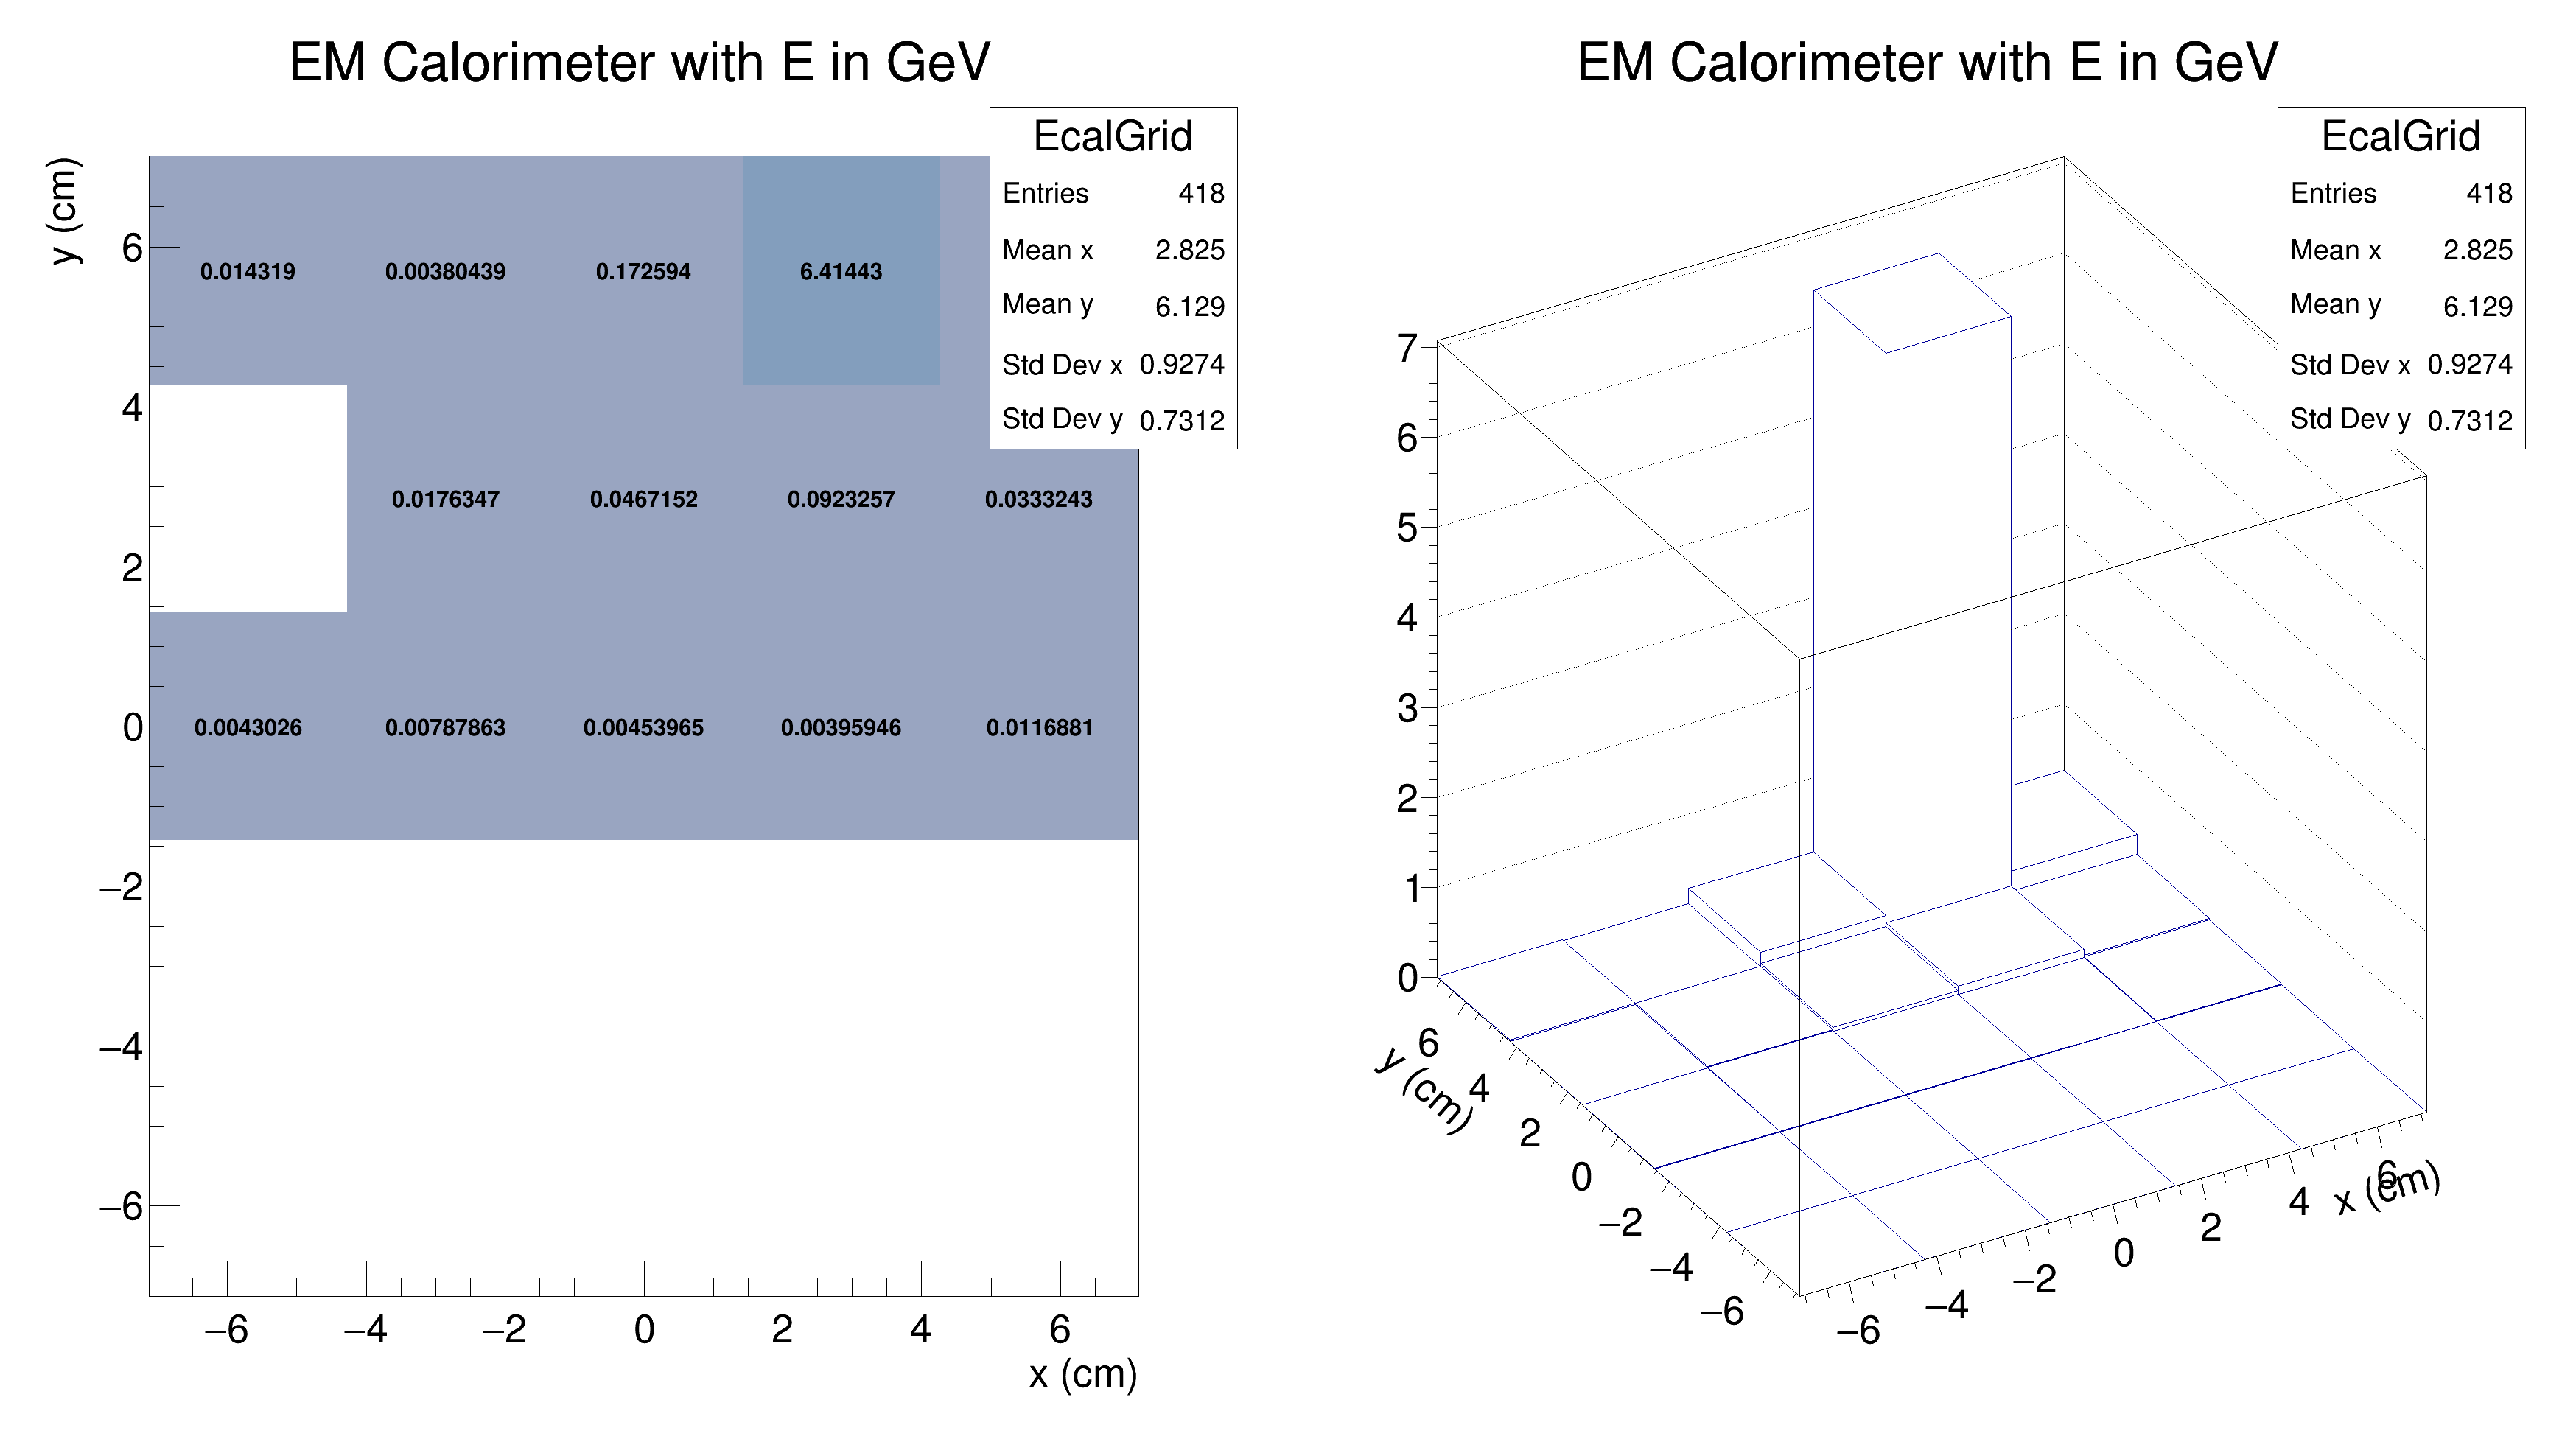 EM Calorimeter with E in GeV
EcalGrid
Entries 418
Mean x 2.825
Mean y 6.129
Std Dev x 0.9274
Std Dev y 0.7312
y (cm)
6
4
2
0
−2
−4
−6
0.014319 0.00380439 0.172594 6.41443
0.0176347 0.0467152 0.0923257 0.0333243
0.0043026 0.00787863 0.00453965 0.00395946 0.0116881
−6 −4 −2 0 2 4 6
x (cm)
EM Calorimeter with E in GeV
EcalGrid
Entries 418
Mean x 2.825
Mean y 6.129
Std Dev x 0.9274
Std Dev y 0.7312
7
6
5
4
3
2
1
0
y (cm)
6
4
2
0
−2
−4
−6
−6 −4 −2 0 2 4 6
x (cm)